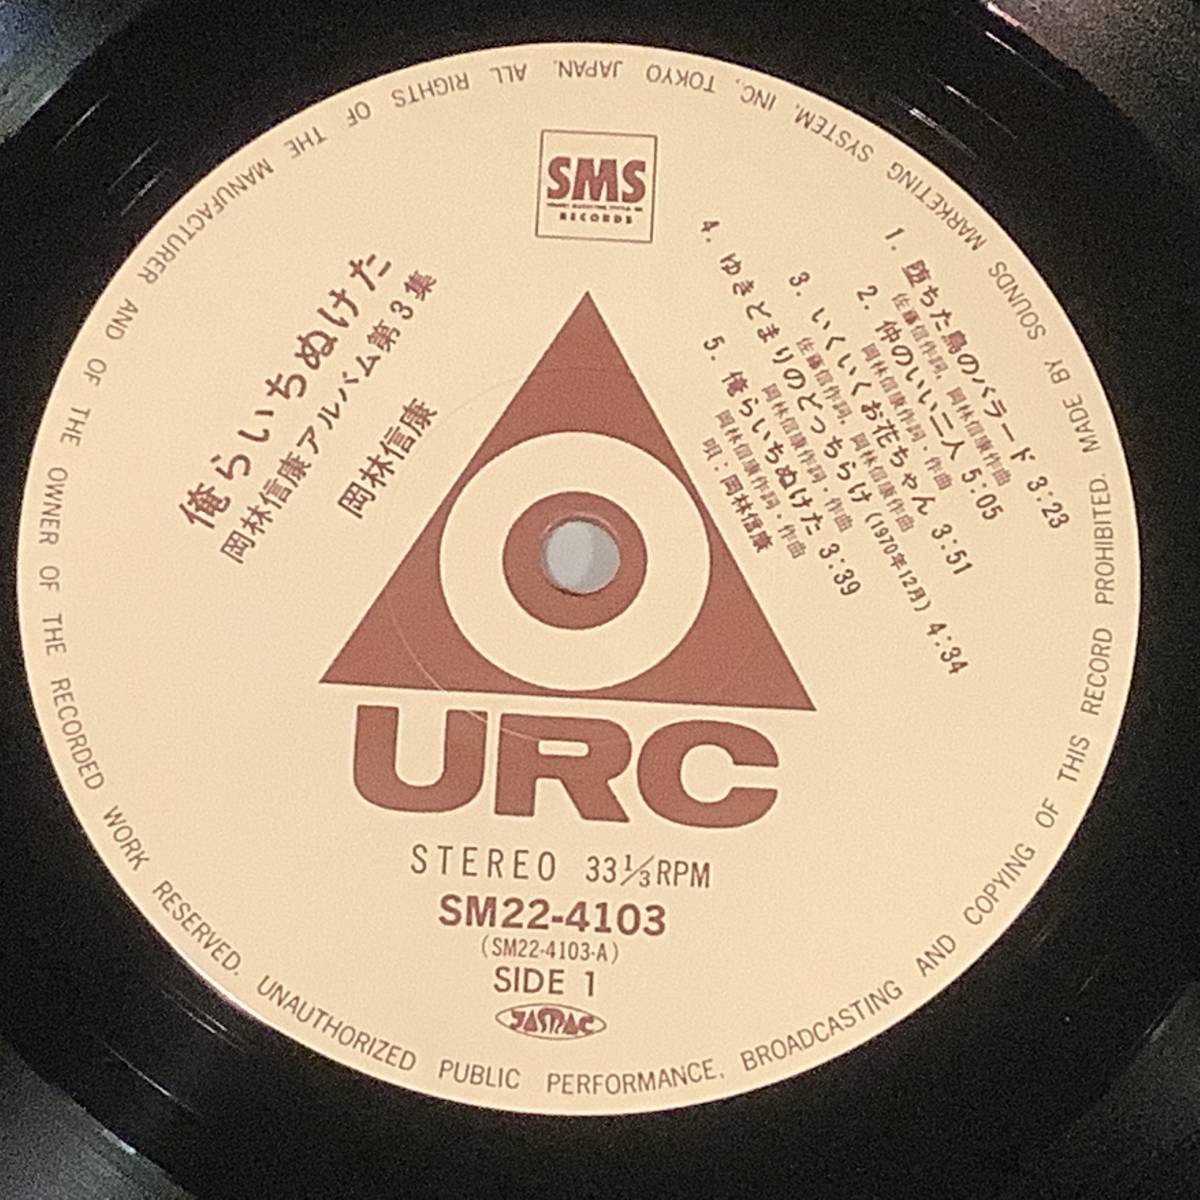 SMS
RECORDS
俺らいちぬけた
岡林信康アルバム第3集
岡林信康
1. 堕ちた鳥のバラード 3:23
佐藤信作詞, 岡林信康作曲
2. 仲のいい二人 5:05
岡林信康作詞・作曲
3. いくいくお花ちゃん 3:51
佐藤信作詞, 岡林信康作曲
4. ゆきどまりのどっちらけ (1970年12月) 4:34
岡林信康作詞・作曲
5. 俺らいちぬけた 3:39
岡林信康作詞・作曲
唄:岡林信康
URC
STEREO 33⅓RPM
SM22-4103
(SM22-4103-A)
SIDE 1
JASRAC
MADE BY SOUNDS MARKETING SYSTEM, INC., TOKYO JAPAN. ALL RIGHTS OF THE MANUFACTURER AND OF THE OWNER OF THE RECORDED WORK RESERVED. UNAUTHORIZED PUBLIC PERFORMANCE. BROADCASTING AND COPYING OF THIS RECORD PROHIBITED.